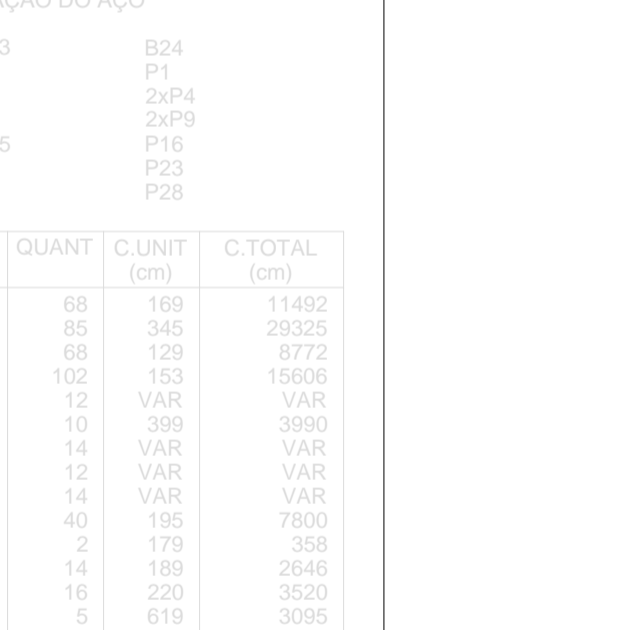 AÇÃO DO AÇO
3 B24
P1
2xP4
2xP9
5 P16
P23
P28
QUANT C.UNIT C.TOTAL
(cm) (cm)
68 169 11492
85 345 29325
68 129 8772
102 153 15606
12 VAR VAR
10 399 3990
14 VAR VAR
12 VAR VAR
14 VAR VAR
40 195 7800
2 179 358
14 189 2646
16 220 3520
5 619 3095